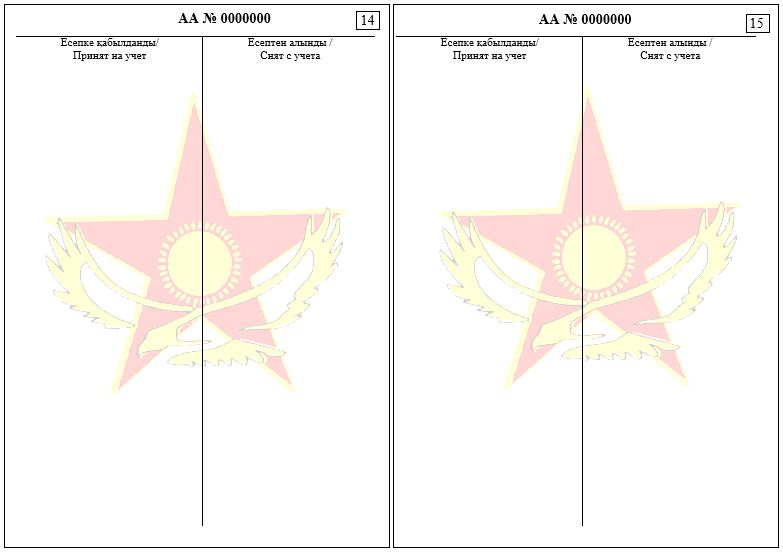 АА № 0000000
14
Есепке қабылданды/
Принят на учет
Есептен алынды /
Снят с учета
АА № 0000000
15
Есепке қабылданды/
Принят на учет
Есептен алынды /
Снят с учета